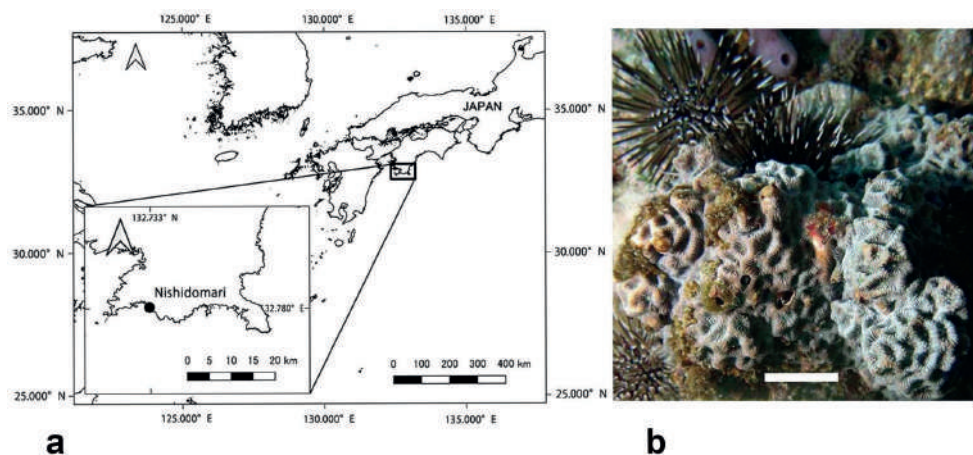 125.000° E
130.000° E
135.000° E
35.000° N
35.000° N
JAPAN
132.733° N
30.000° N
30.000° N
Nishidomari
132.780° E
0 5 10 15 20 km
0 100 200 300 400 km
25.000° N
25.000° N
125.000° E
130.000° E
135.000° E
a
b